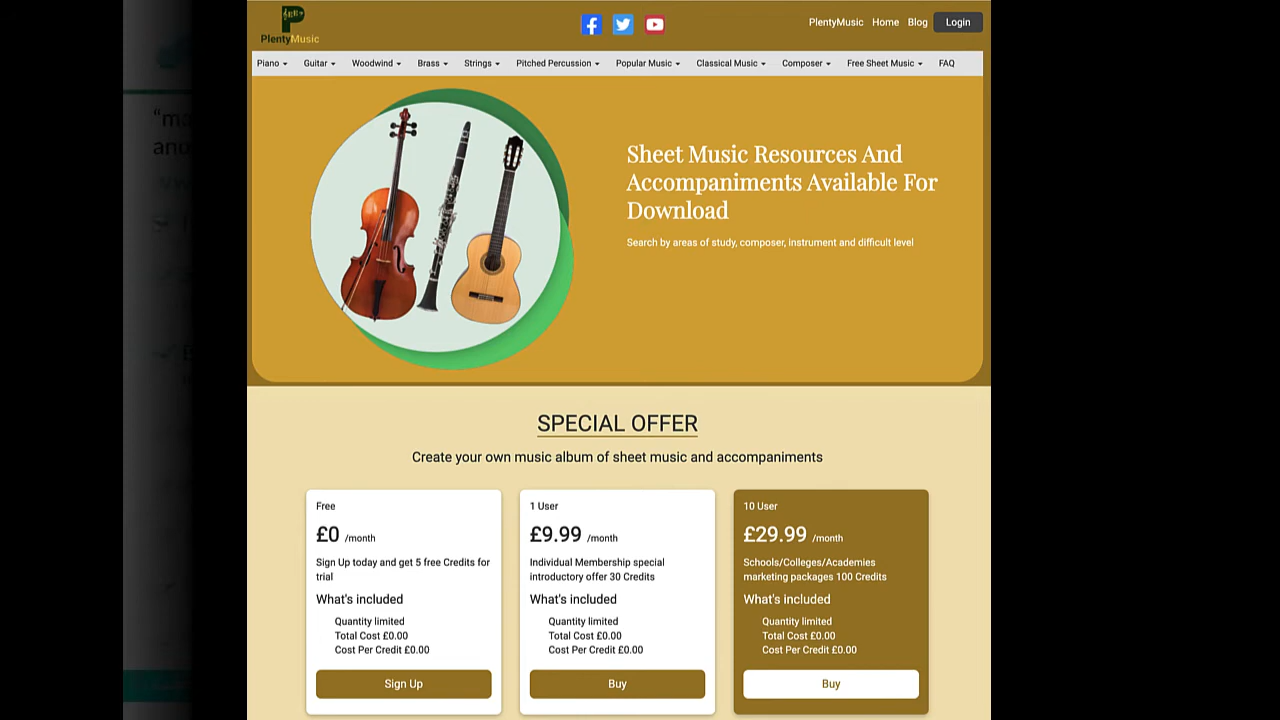 PlentyMusic
PlentyMusic Home Blog Login
Piano Guitar Woodwind Brass Strings Pitched Percussion Popular Music Classical Music Composer Free Sheet Music FAQ
Sheet Music Resources And
Accompaniments Available For
Download
Search by areas of study, composer, instrument and difficult level
SPECIAL OFFER
Create your own music album of sheet music and accompaniments
Free
£0 /month
Sign Up today and get 5 free Credits for
trial
What's included
Quantity limited
Total Cost £0.00
Cost Per Credit £0.00
Sign Up
1 User
£9.99 /month
Individual Membership special
introductory offer 30 Credits
What's included
Quantity limited
Total Cost £0.00
Cost Per Credit £0.00
Buy
10 User
£29.99 /month
Schools/Colleges/Academies
marketing packages 100 Credits
What's included
Quantity limited
Total Cost £0.00
Cost Per Credit £0.00
Buy